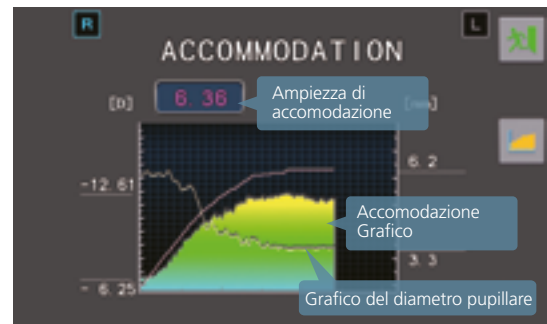 R
L
ACCOMMODATION
[D]
6.36
Ampiezza di
accomodazione
[mm]
6.2
-12.61
Accomodazione
Grafico
3.3
- 6.25
Grafico del diametro pupillare